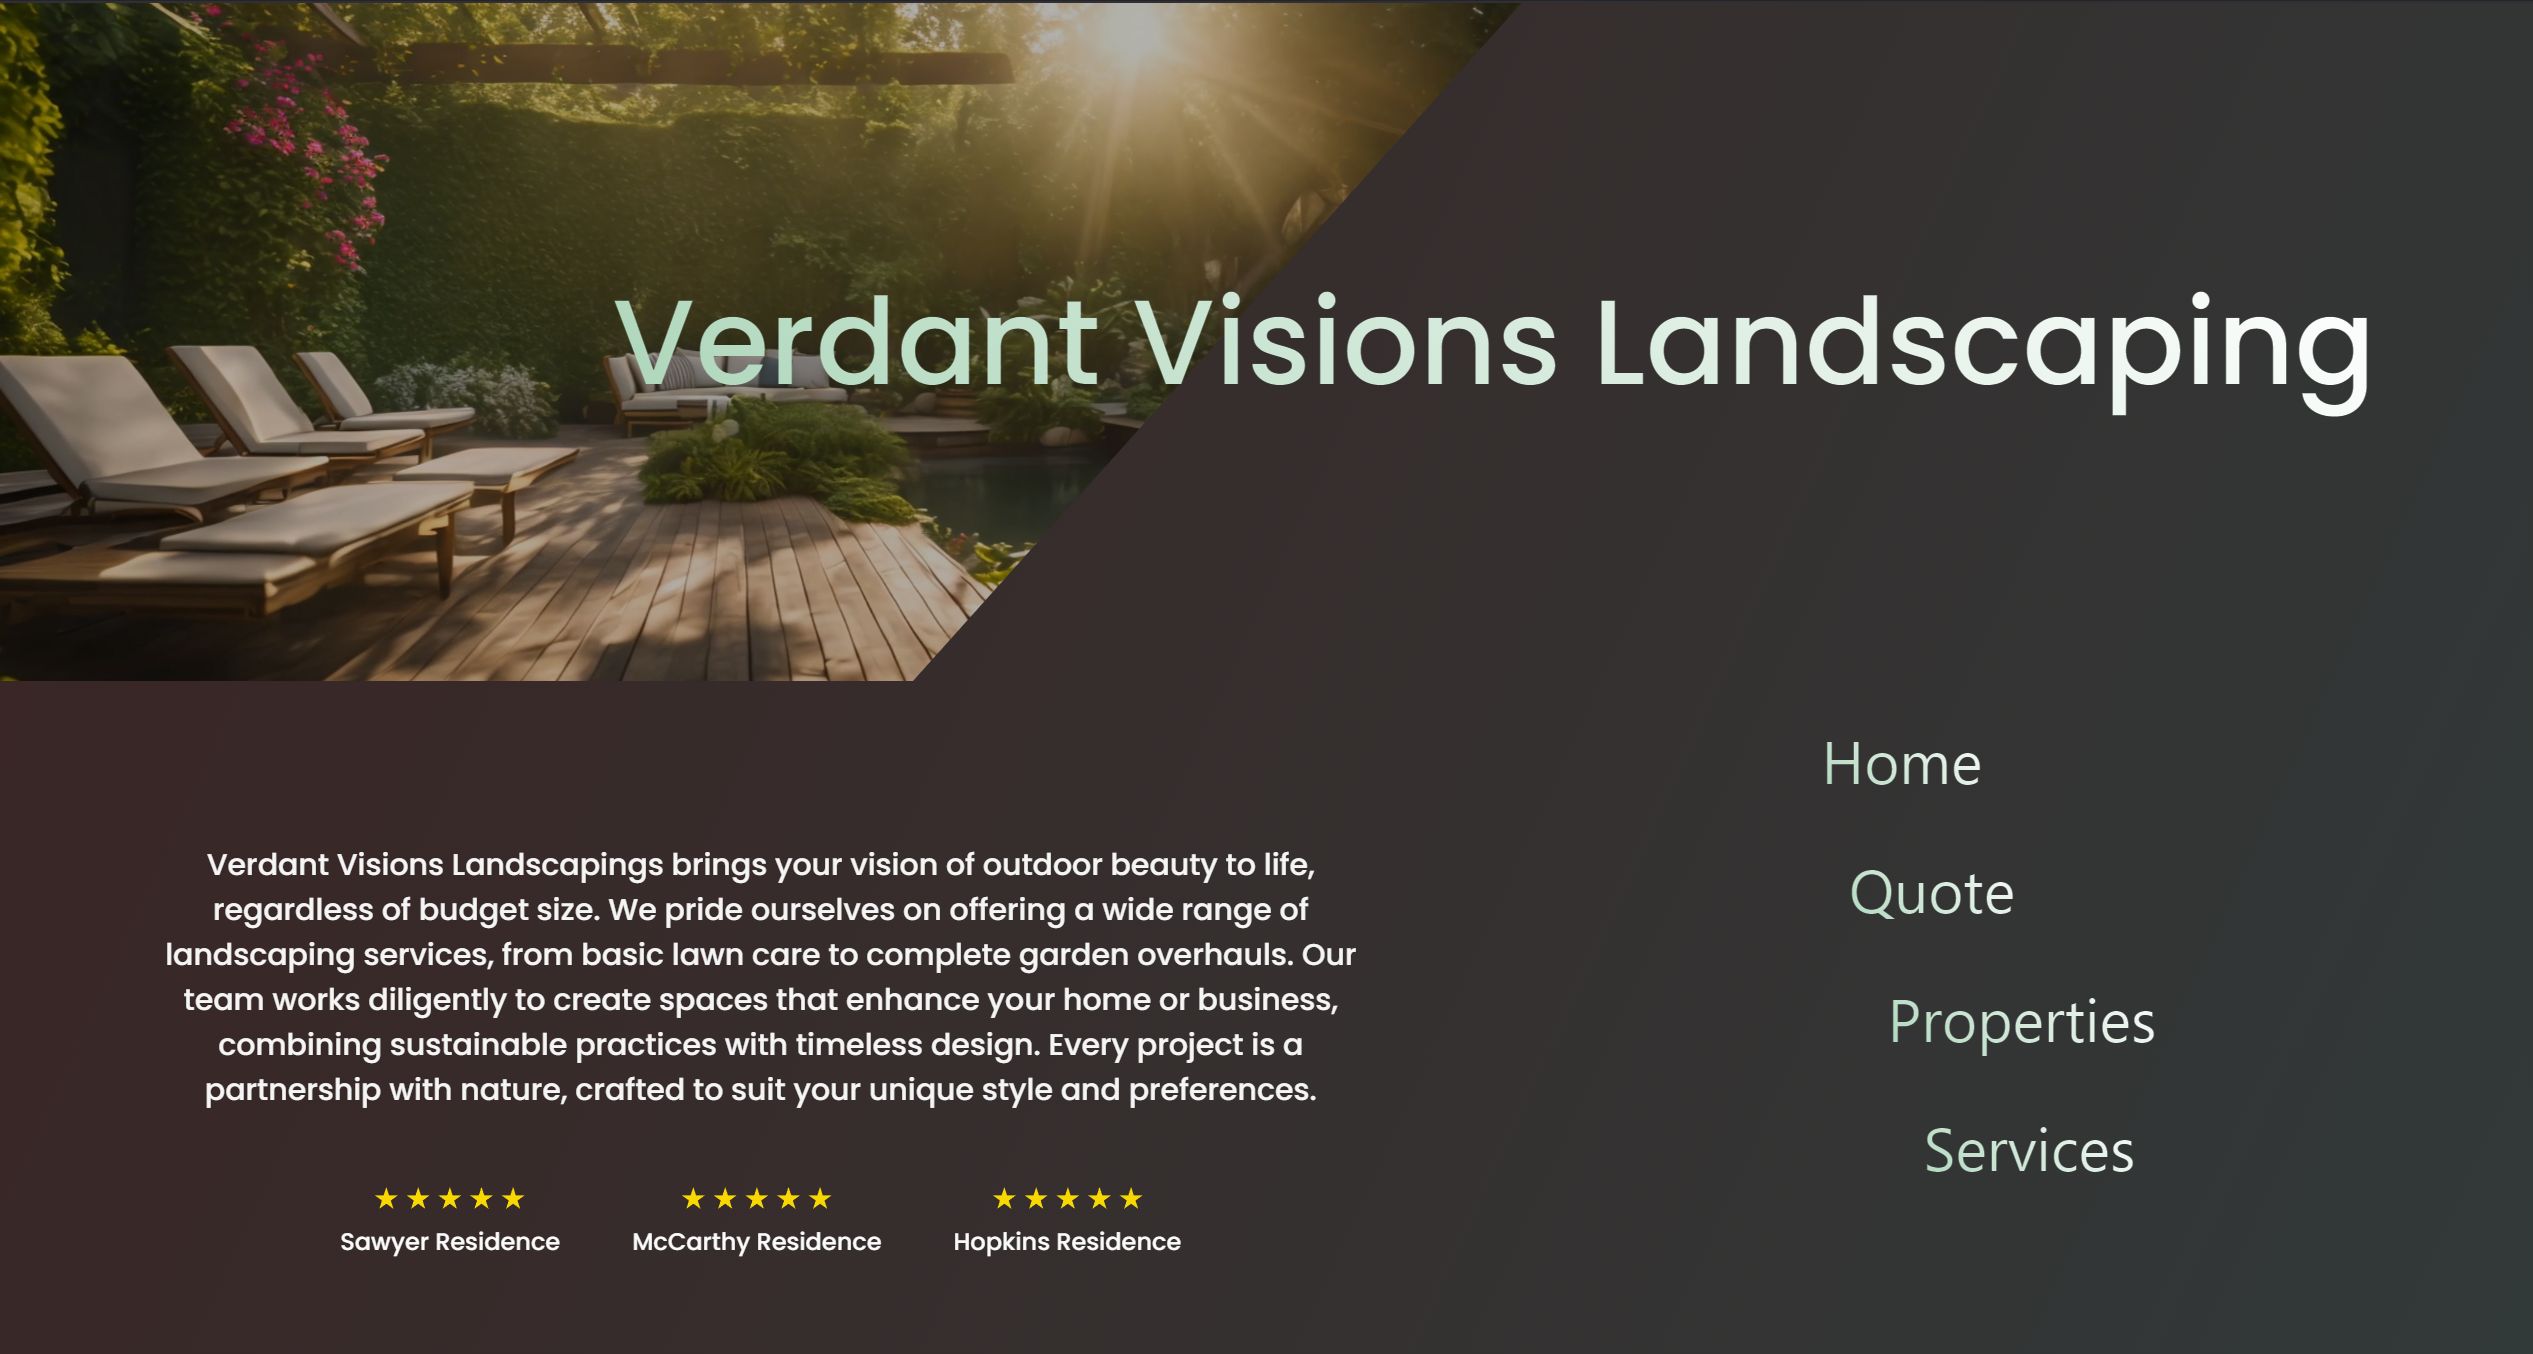 Verdant Visions Landscaping
Home
Quote
Properties
Services
Verdant Visions Landscapings brings your vision of outdoor beauty to life,
regardless of budget size. We pride ourselves on offering a wide range of
landscaping services, from basic lawn care to complete garden overhauls. Our
team works diligently to create spaces that enhance your home or business,
combining sustainable practices with timeless design. Every project is a
partnership with nature, crafted to suit your unique style and preferences.
★★★★★ ★★★★★ ★★★★★
Sawyer Residence McCarthy Residence Hopkins Residence